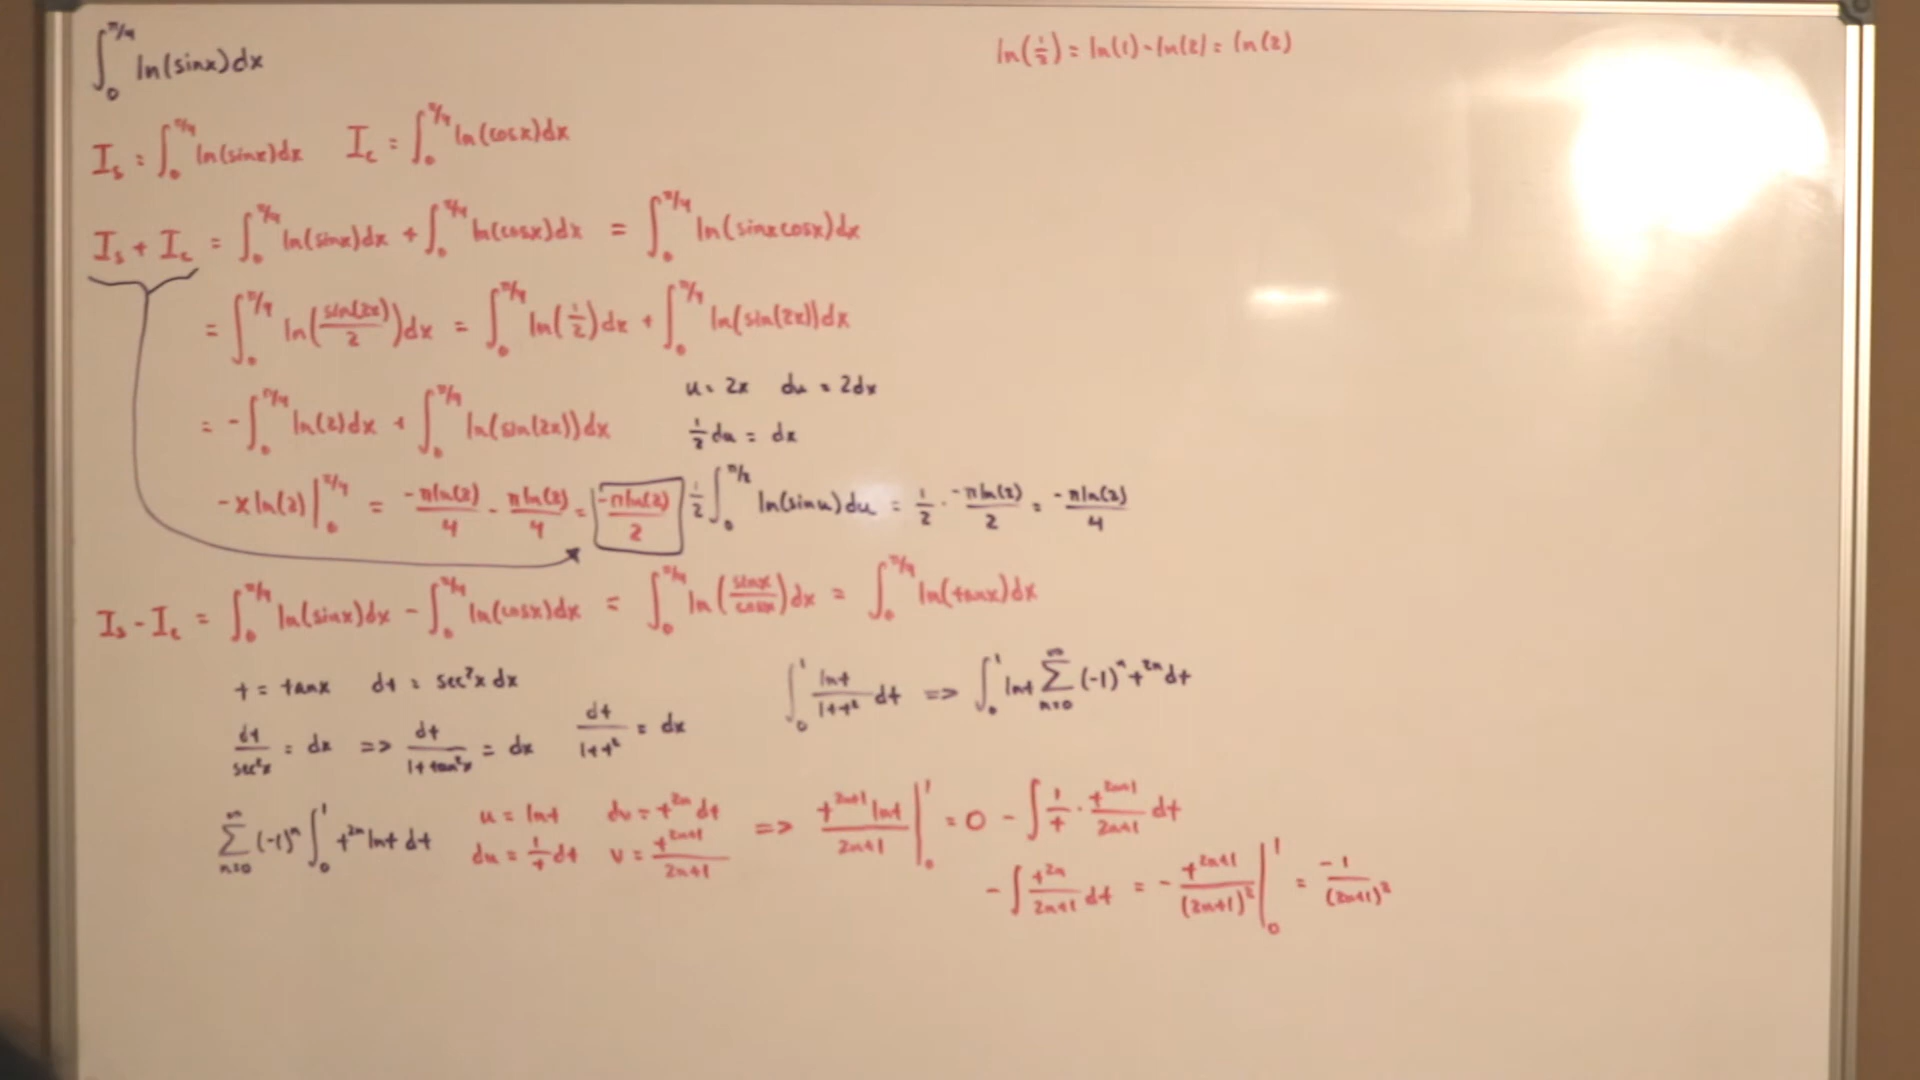 ∫₀^{π/4} ln(sinx)dx
ln(1/2) = ln(1)-ln(2) = ln(2)
I_s = ∫₀^{π/4} ln(sinx)dx   I_c = ∫₀^{π/4} ln(cosx)dx
I_s + I_c = ∫₀^{π/4} ln(sinx)dx + ∫₀^{π/4} ln(cosx)dx = ∫₀^{π/4} ln(sinxcosx)dx
= ∫₀^{π/4} ln(sin(2x)/2)dx = ∫₀^{π/4} ln(1/2)dx + ∫₀^{π/4} ln(sin(2x))dx
= -∫₀^{π/4} ln(2)dx + ∫₀^{π/4} ln(sin(2x))dx
u = 2x   du = 2dx
1/2 du = dx
-xln(2)|₀^{π/4} = -πln(2)/4 - πln(2)/4 = -πln(2)/2
1/2 ∫₀^{π/2} ln(sinu)du = 1/2 · -πln(2)/2 = -πln(2)/4
I_s - I_c = ∫₀^{π/4} ln(sinx)dx - ∫₀^{π/4} ln(cosx)dx = ∫₀^{π/4} ln(sinx/cosx)dx = ∫₀^{π/4} ln(tanx)dx
t = tanx   dt = sec²x dx
dt/sec²x = dx => dt/(1+tan²x) = dx   dt/(1+t²) = dx
∫₀¹ lnt/(1+t²) dt => ∫₀¹ lnt ∑_{n=0}^{∞} (-1)ⁿ t^{2n} dt
∑_{n=0}^{∞} (-1)ⁿ ∫₀¹ t^{2n} lnt dt
u = lnt   dv = t^{2n} dt
du = 1/t dt   v = t^{2n+1}/(2n+1)
=> t^{2n+1} lnt/(2n+1) |₀¹ = 0 - ∫ 1/t · t^{2n+1}/(2n+1) dt
- ∫ t^{2n}/(2n+1) dt = - t^{2n+1}/(2n+1)² |₀¹ = -1/(2n+1)²